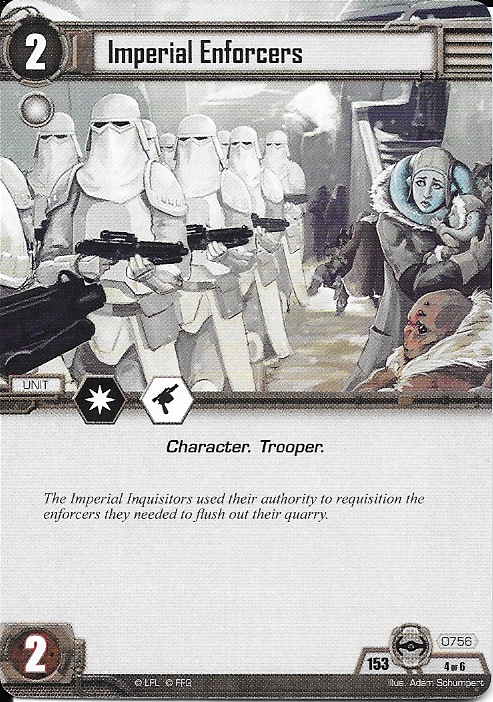 2
Imperial Enforcers
UNIT
Character. Trooper.
The Imperial Inquisitors used their authority to requisition the
enforcers they needed to flush out their quarry.
2
0756
153
4 OF 6
© LFL © FFG
Illus. Adam Schumpert